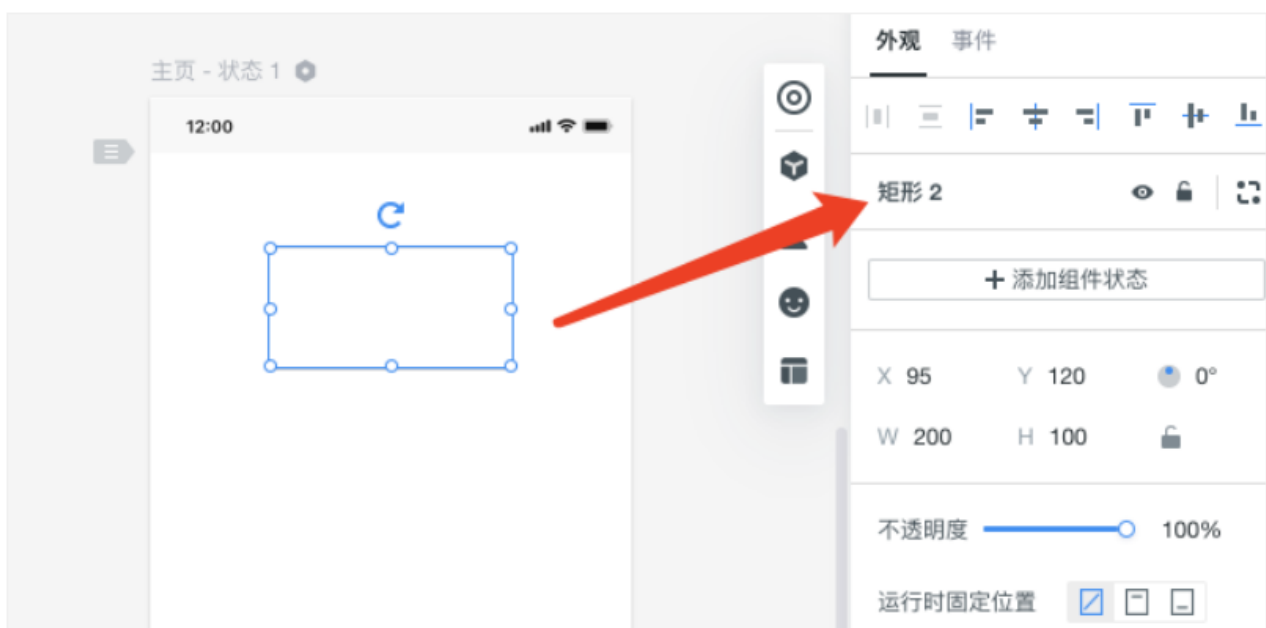 外观 事件
主页 - 状态 1
12:00
矩形 2
添加组件状态
X 95 Y 120 0°
W 200 H 100
不透明度 100%
运行时固定位置